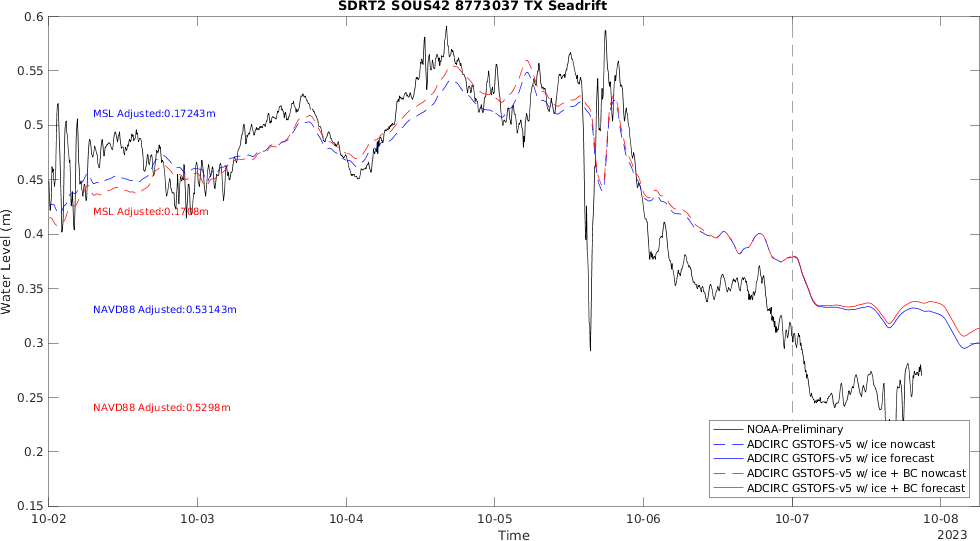 SDRT2 SOUS42 8773037 TX Seadrift
Water Level (m)
0.6
0.55
0.5
0.45
0.4
0.35
0.3
0.25
0.2
0.15
MSL Adjusted:0.17243m
MSL Adjusted:0.1708m
NAVD88 Adjusted:0.53143m
NAVD88 Adjusted:0.5298m
NOAA-Preliminary
ADCIRC GSTOFS-v5 w/ ice nowcast
ADCIRC GSTOFS-v5 w/ ice forecast
ADCIRC GSTOFS-v5 w/ ice + BC nowcast
ADCIRC GSTOFS-v5 w/ ice + BC forecast
10-02 10-03 10-04 10-05 10-06 10-07 10-08
Time
2023